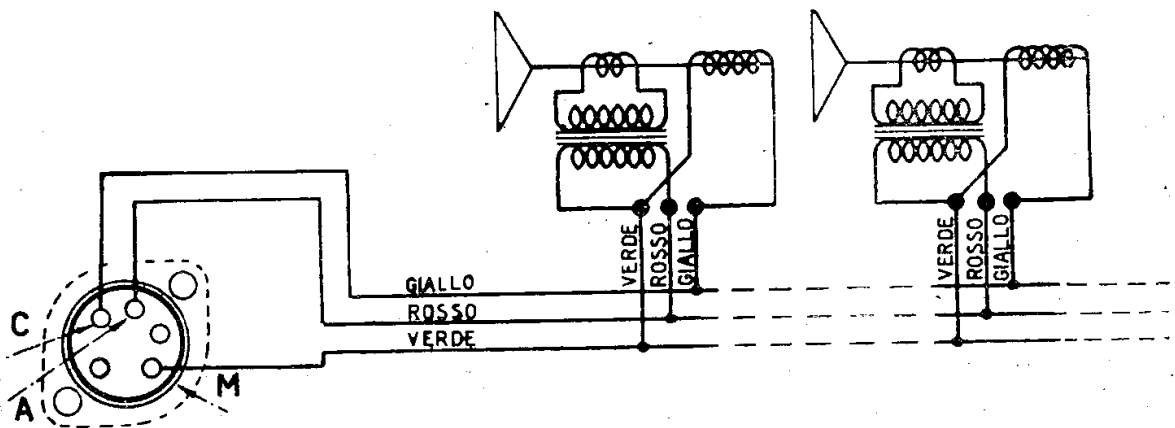 VERDE
ROSSO
GIALLO
VERDE
ROSSO
GIALLO
GIALLO
ROSSO
VERDE
C
A
M